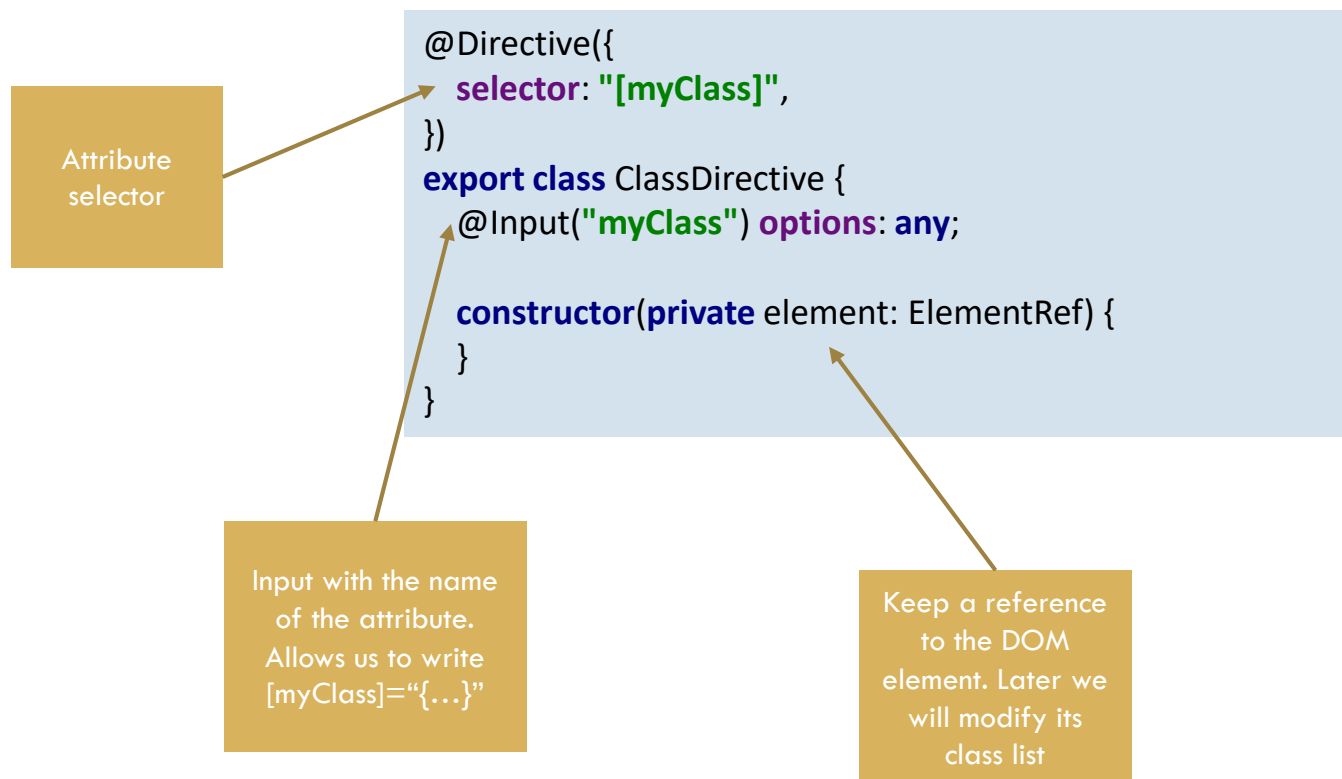 @Directive({
selector: "[myClass]",
})
export class ClassDirective {
@Input("myClass") options: any;
constructor(private element: ElementRef) {
}
}
Attribute
selector
Input with the name
of the attribute.
Allows us to write
[myClass]=“{…}”
Keep a reference
to the DOM
element. Later we
will modify its
class list